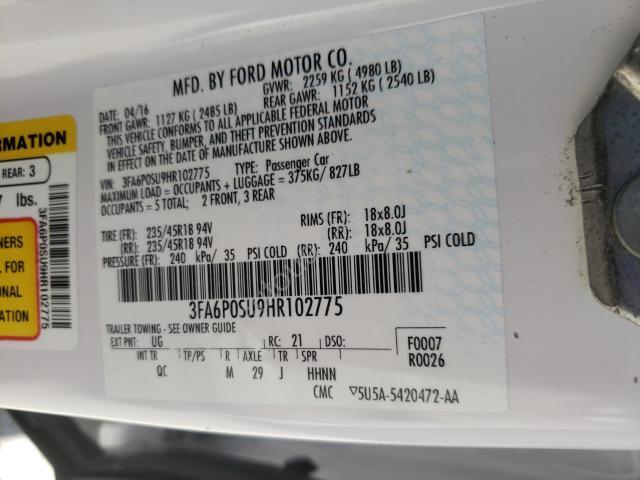 MFD. BY FORD MOTOR CO.
DATE: 04/16 GVWR: 2259 KG ( 4980 LB)
FRONT GAWR: 1127 KG ( 2485 LB) REAR GAWR: 1152 KG ( 2540 LB)
THIS VEHICLE CONFORMS TO ALL APPLICABLE FEDERAL MOTOR
VEHICLE SAFETY, BUMPER, AND THEFT PREVENTION STANDARDS
IN EFFECT ON THE DATE OF MANUFACTURE SHOWN ABOVE.
VIN: 3FA6P0SU9HR102775 TYPE: Passenger Car
MAXIMUM LOAD = OCCUPANTS + LUGGAGE = 375KG/ 827LB
OCCUPANTS = 5 TOTAL; 2 FRONT, 3 REAR
TIRE (FR): 235/45R18 94V RIMS (FR): 18x8.0J
(RR): 235/45R18 94V (RR): 18x8.0J
PRESSURE (FR): 240 kPa/ 35 PSI COLD (RR): 240 kPa/ 35 PSI COLD
3FA6P0SU9HR102775
TRAILER TOWING - SEE OWNER GUIDE
EXT PNT: UG RC: 21 DSO: F0007
R0026
INT TR TP/PS R AXLE TR SPR
QC M 29 J HHNN
CMC ▽5U5A-5420472-AA
ORMATION
REAR: 3
lbs.
3FA6P0SU9HR102775
NERS
FOR
ONAL
TION